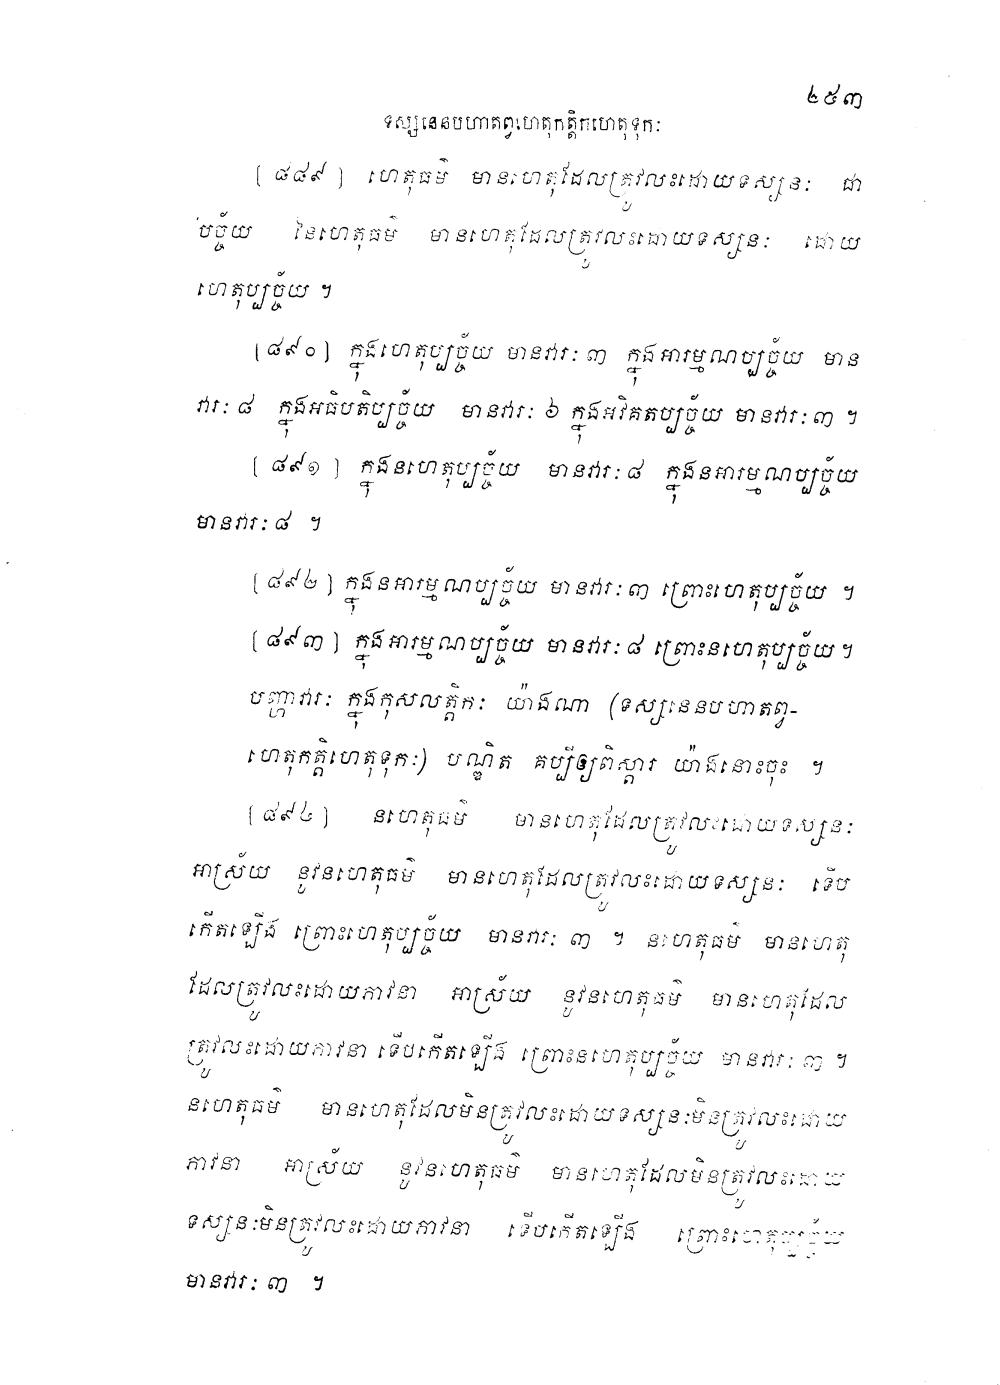 ២៥៣
ទស្សនេនបហាតព្វហេតុកត្តិកហេតុទុកៈ
[៨៨៩] ហេតុធម៌ មានហេតុដែលត្រូវលះដោយទស្សនៈ ជា
បច្ច័យ នៃហេតុធម៌ មានហេតុដែលត្រូវលះដោយទស្សនៈ ដោយ
ហេតុប្បច្ច័យ ។
[៨៩០] ក្នុងហេតុប្បច្ច័យ មានវារៈ ៣ ក្នុងអារម្មណប្បច្ច័យ មាន
វារៈ ៨ ក្នុងអធិបតិប្បច្ច័យ មានវារៈ ៦ ក្នុងអវិគតប្បច្ច័យ មានវារៈ ៣ ។
[៨៩១] ក្នុងនហេតុប្បច្ច័យ មានវារៈ ៨ ក្នុងនអារម្មណប្បច្ច័យ
មានវារៈ ៨ ។
[៨៩២] ក្នុងនអារម្មណប្បច្ច័យ មានវារៈ ៣ ព្រោះហេតុប្បច្ច័យ ។
[៨៩៣] ក្នុងអារម្មណប្បច្ច័យ មានវារៈ ៨ ព្រោះនហេតុប្បច្ច័យ ។
បញ្ហាវារៈ ក្នុងកុសលត្តិកៈ យ៉ាងណា (ទស្សនេនបហាតព្វ-
ហេតុកត្តិហេតុទុកៈ) បណ្ឌិត គប្បីឲ្យពិស្តារ យ៉ាងនោះចុះ ។
[៨៩៤] នហេតុធម៌ មានហេតុដែលត្រូវលះដោយទស្សនៈ
អាស្រ័យ នូវនហេតុធម៌ មានហេតុដែលត្រូវលះដោយទស្សនៈ ទើប
កើតឡើង ព្រោះហេតុប្បច្ច័យ មានវារៈ ៣ ។ នហេតុធម៌ មានហេតុ
ដែលត្រូវលះដោយភាវនា អាស្រ័យ នូវនហេតុធម៌ មានហេតុដែល
ត្រូវលះដោយភាវនា ទើបកើតឡើង ព្រោះនហេតុប្បច្ច័យ មានវារៈ ៣ ។
នហេតុធម៌ មានហេតុដែលមិនត្រូវលះដោយទស្សនៈមិនត្រូវលះដោយ
ភាវនា អាស្រ័យ នូវនហេតុធម៌ មានហេតុដែលមិនត្រូវលះដោយ
ទស្សនៈមិនត្រូវលះដោយភាវនា ទើបកើតឡើង ព្រោះហេតុប្បច្ច័យ
មានវារៈ ៣ ។